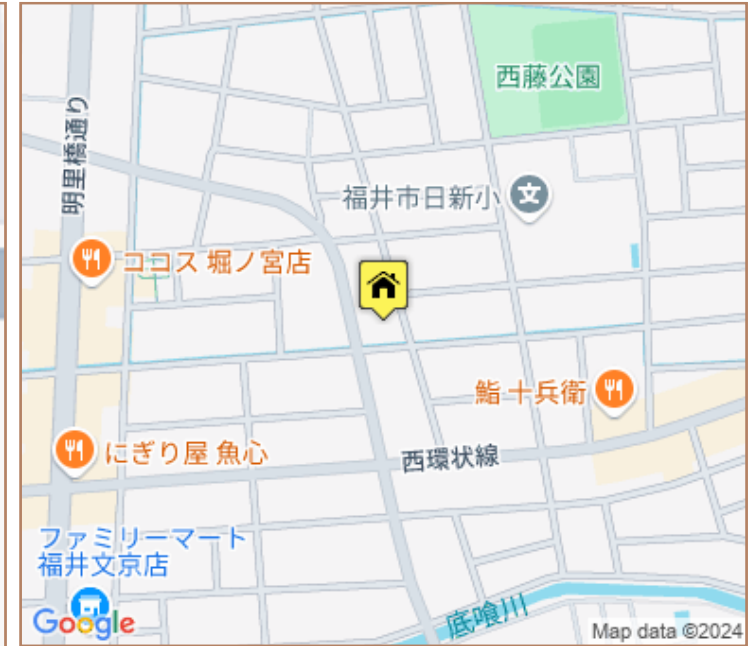 西藤公園
明里橋通り
福井市日新小
文
ココス 堀ノ宮店
鮨 十兵衛
にぎり屋 魚心
西環状線
ファミリーマート
福井文京店
底喰川
Google
Map data ©2024